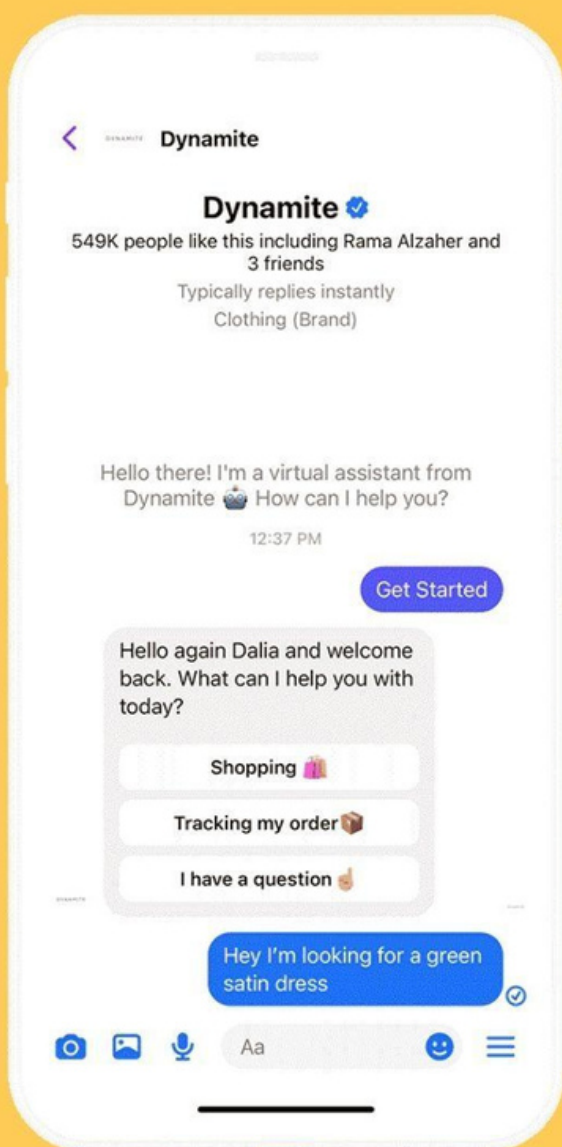 DYNAMITE Dynamite
Dynamite
549K people like this including Rama Alzaher and
3 friends
Typically replies instantly
Clothing (Brand)
Hello there! I'm a virtual assistant from
Dynamite 🤖 How can I help you?
12:37 PM
Get Started
Hello again Dalia and welcome
back. What can I help you with
today?
Shopping 🛍️
Tracking my order📦
I have a question ☝🏼
DYNAMITE
Hey I'm looking for a green
satin dress
Aa